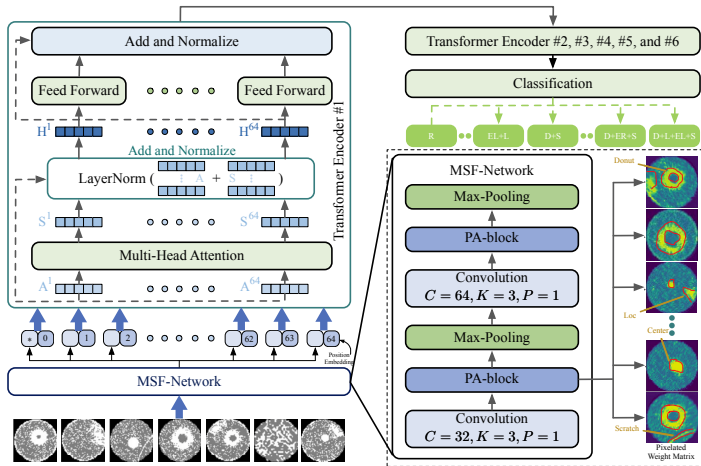 Add and Normalize
Feed Forward
Feed Forward
H1
H64
Add and Normalize
LayerNorm ( A + S )
S1
S64
Multi-Head Attention
A1
A64
Transformer Encoder #1
* 0
1
2
62
63
64
Position Embedding
MSF-Network
Transformer Encoder #2, #3, #4, #5, and #6
Classification
R
EL+L
D+S
D+ER+S
D+L+EL+S
MSF-Network
Max-Pooling
PA-block
Convolution
C = 64, K = 3, P = 1
Max-Pooling
PA-block
Convolution
C = 32, K = 3, P = 1
Donut
Loc
Center
Scratch
Pixelated
Weight Matrix